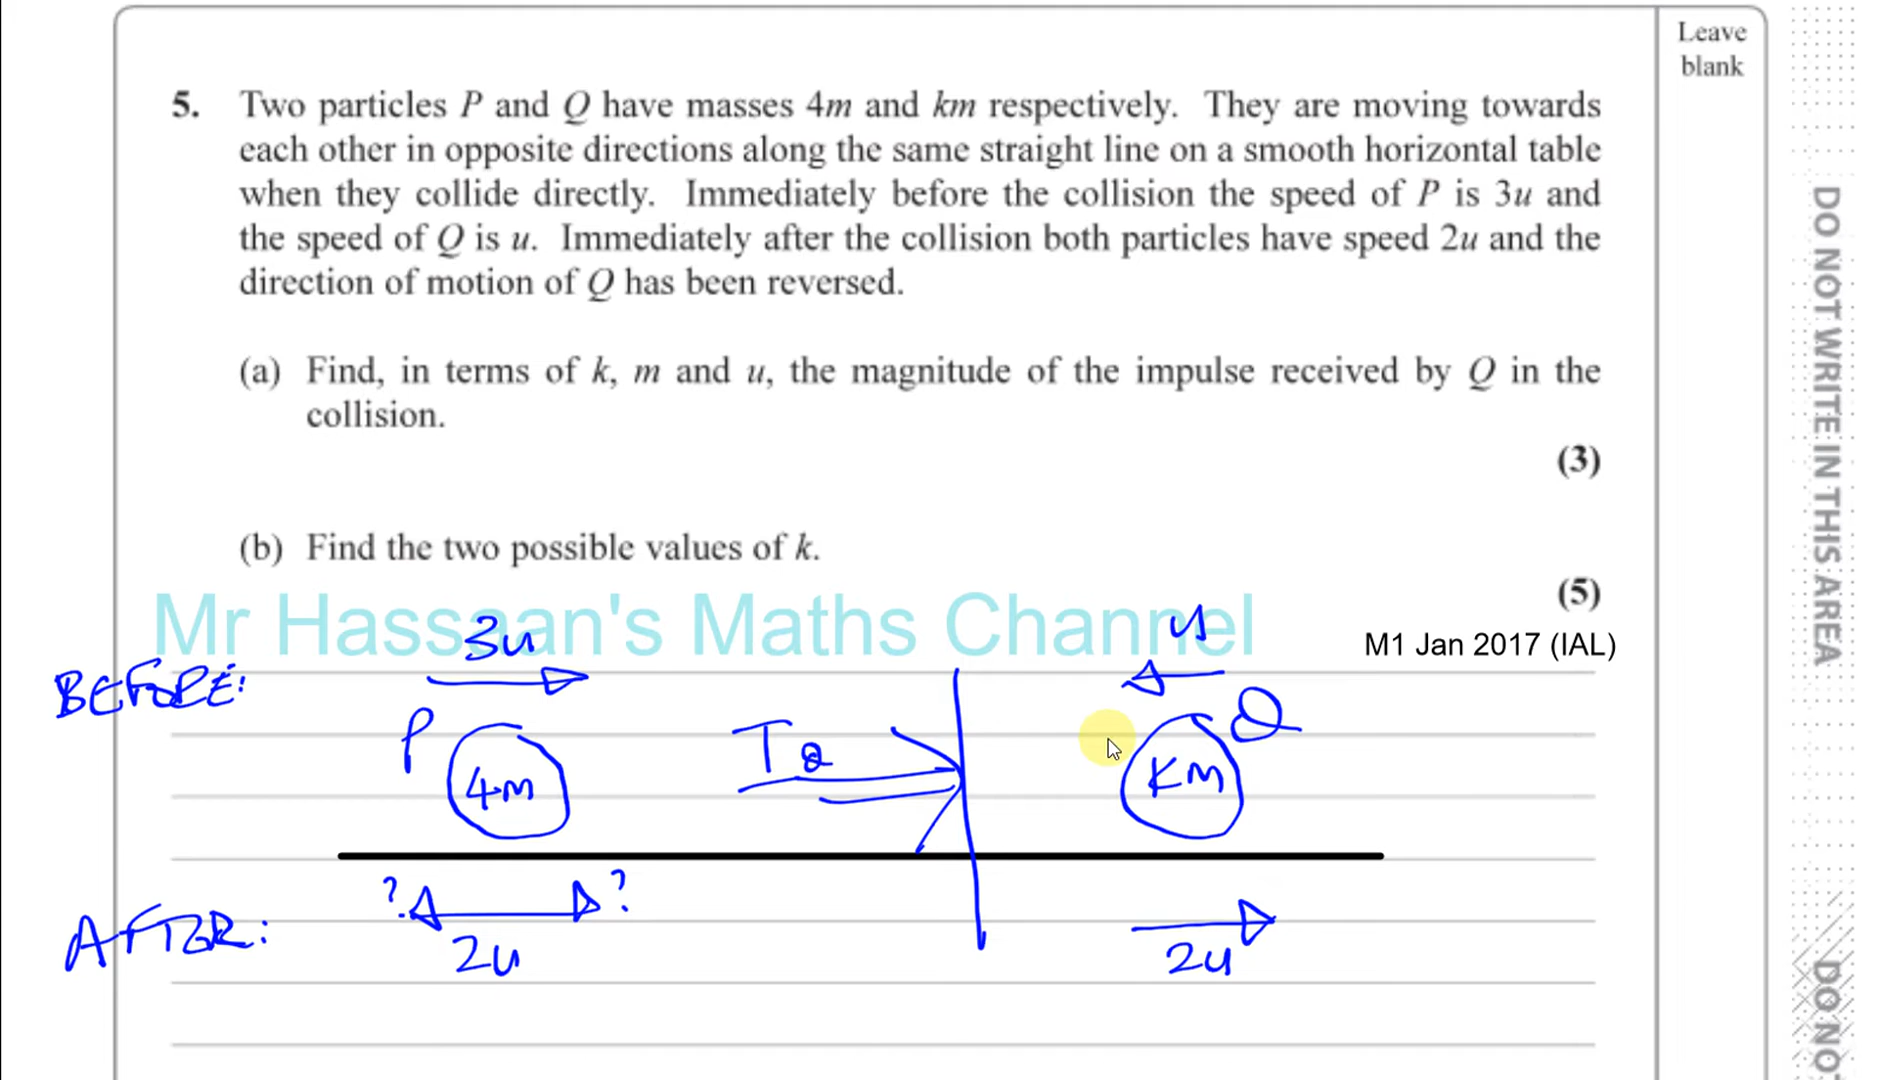 Leave
blank
5. Two particles P and Q have masses 4m and km respectively. They are moving towards
each other in opposite directions along the same straight line on a smooth horizontal table
when they collide directly. Immediately before the collision the speed of P is 3u and
the speed of Q is u. Immediately after the collision both particles have speed 2u and the
direction of motion of Q has been reversed.
(a) Find, in terms of k, m and u, the magnitude of the impulse received by Q in the
collision.
(3)
(b) Find the two possible values of k.
(5)
Mr Hassaan's Maths Channel
M1 Jan 2017 (IAL)
BEFORE:
3u
u
P
4m
Q
km
AFTER:
? ?
2u
2u
DO NOT WRITE IN THIS AREA
DO NO